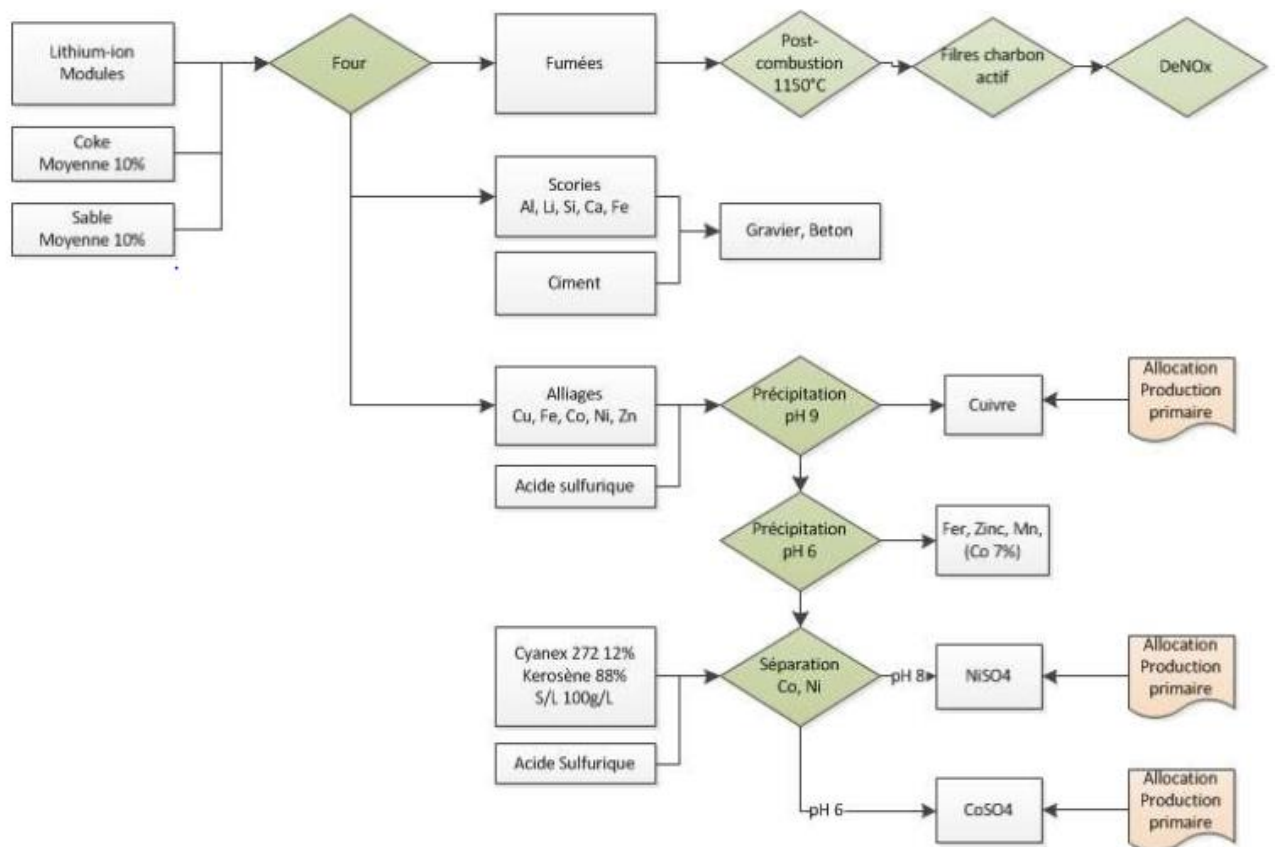 Lithium-ion
Modules
Four
Fumées
Post-
combustion
1150°C
Filres charbon
actif
DeNOx
Coke
Moyenne 10%
Sable
Moyenne 10%
Scories
Al, Li, Si, Ca, Fe
Ciment
Gravier, Beton
Alliages
Cu, Fe, Co, Ni, Zn
Acide sulfurique
Précipitation
pH 9
Cuivre
Allocation
Production
primaire
Précipitation
pH 6
Fer, Zinc, Mn,
(Co 7%)
Cyanex 272 12%
Kerosène 88%
S/L 100g/L
Acide Sulfurique
Séparation
Co, Ni
pH 8
NiSO4
Allocation
Production
primaire
pH 6
CoSO4
Allocation
Production
primaire